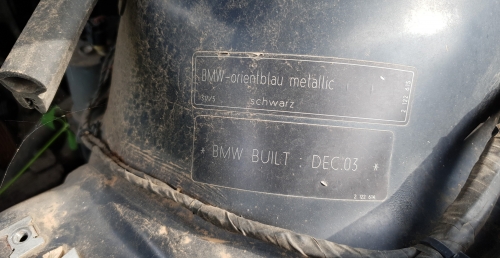 BMW-orientblau metallic
schwarz
* BMW BUILT : DEC.03 *